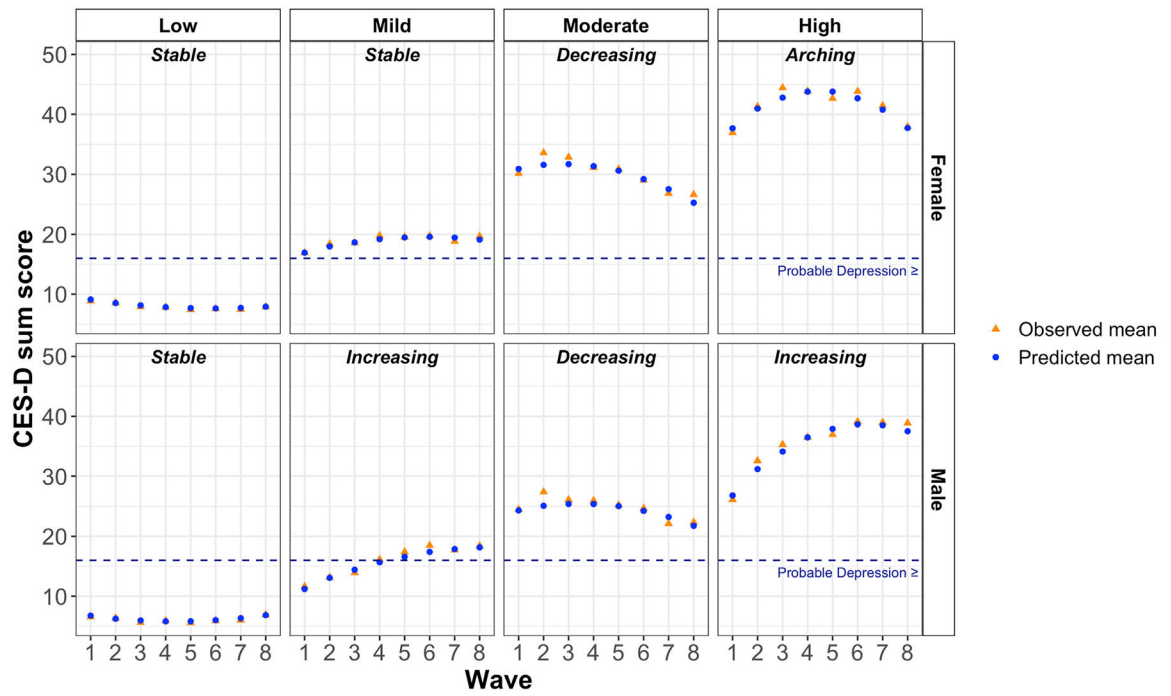 Low Mild Moderate High
Stable Stable Decreasing Arching
50
40
30
20
10
Probable Depression ≥
Female
Stable Increasing Decreasing Increasing
50
40
30
20
10
Probable Depression ≥
Male
CES-D sum score
1 2 3 4 5 6 7 8 1 2 3 4 5 6 7 8 1 2 3 4 5 6 7 8 1 2 3 4 5 6 7 8
Wave
Observed mean
Predicted mean